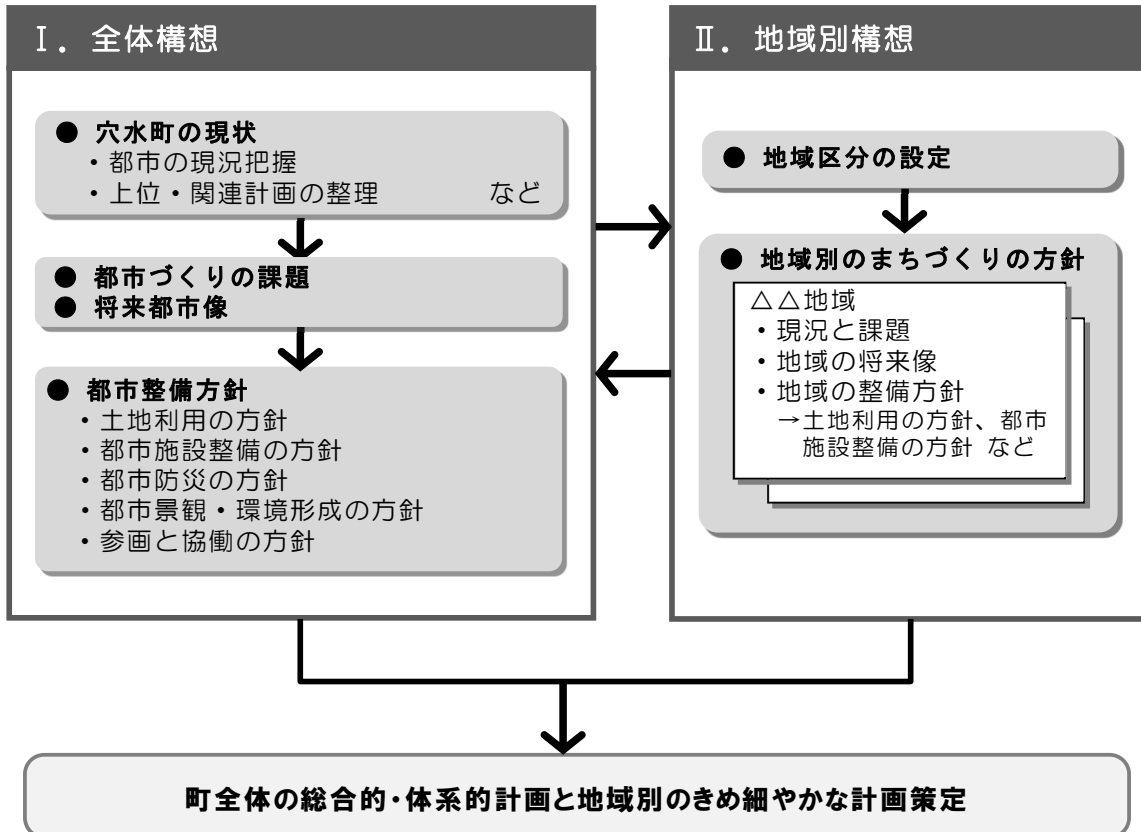 Ⅰ．全体構想
● 穴水町の現状
・都市の現況把握
・上位・関連計画の整理　など
● 都市づくりの課題
● 将来都市像
● 都市整備方針
・土地利用の方針
・都市施設整備の方針
・都市防災の方針
・都市景観・環境形成の方針
・参画と協働の方針
Ⅱ．地域別構想
● 地域区分の設定
● 地域別のまちづくりの方針
△△地域
・現況と課題
・地域の将来像
・地域の整備方針
→土地利用の方針、都市
施設整備の方針 など
町全体の総合的・体系的計画と地域別のきめ細やかな計画策定